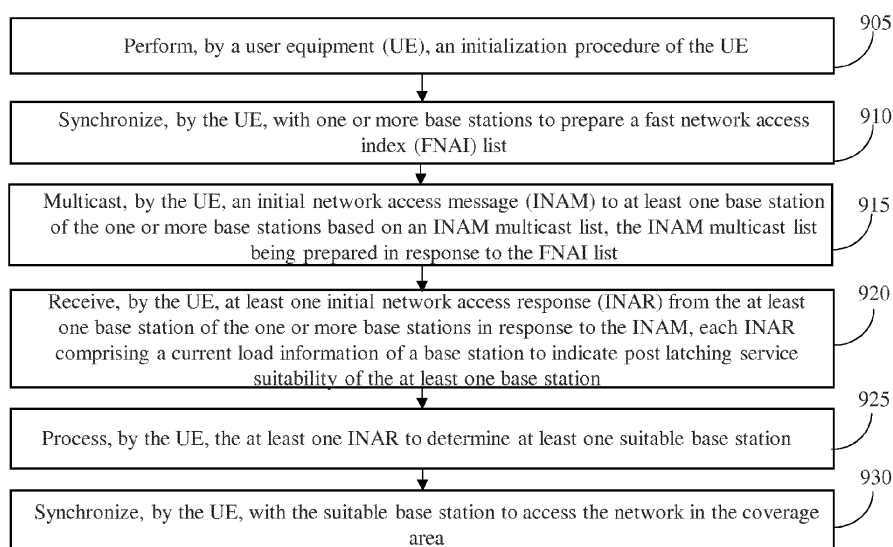 905
Perform, by a user equipment (UE), an initialization procedure of the UE
910
Synchronize, by the UE, with one or more base stations to prepare a fast network access
index (FNAI) list
915
Multicast, by the UE, an initial network access message (INAM) to at least one base station
of the one or more base stations based on an INAM multicast list, the INAM multicast list
being prepared in response to the FNAI list
920
Receive, by the UE, at least one initial network access response (INAR) from the at least
one base station of the one or more base stations in response to the INAM, each INAR
comprising a current load information of a base station to indicate post latching service
suitability of the at least one base station
925
Process, by the UE, the at least one INAR to determine at least one suitable base station
930
Synchronize, by the UE, with the suitable base station to access the network in the coverage
area